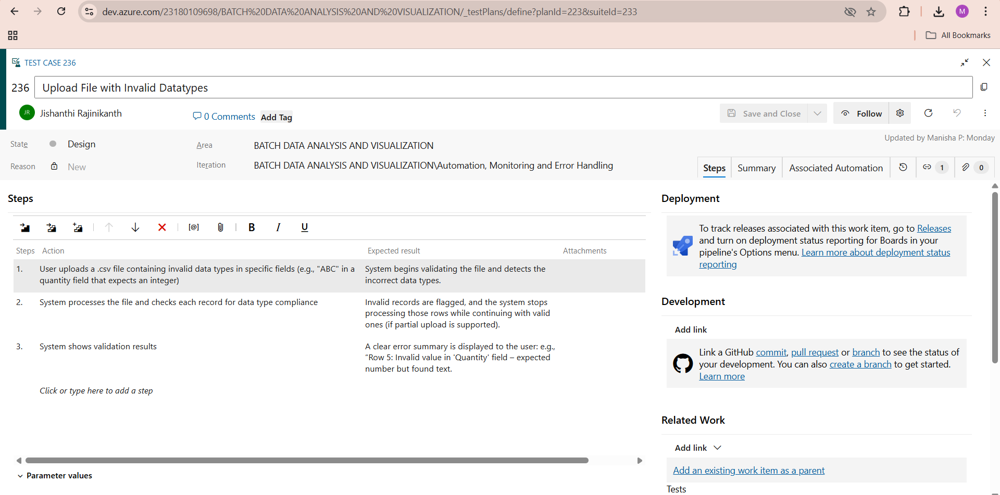 dev.azure.com/23180109698/BATCH%20DATA%20ANALYSIS%20AND%20VISUALIZATION/_testPlans/define?planId=223&suiteId=233
M
All Bookmarks
TEST CASE 236
236 Upload File with Invalid Datatypes
JR Jishanthi Rajinikanth
0 Comments Add Tag
Save and Close
Follow
State Design
Area BATCH DATA ANALYSIS AND VISUALIZATION
Updated by Manisha P: Monday
Reason New
Iteration BATCH DATA ANALYSIS AND VISUALIZATION\Automation, Monitoring and Error Handling
Steps Summary Associated Automation 1 0
Steps
[@] B I U
Steps Action Expected result Attachments
1. User uploads a .csv file containing invalid data types in specific fields (e.g., "ABC" in a
quantity field that expects an integer)
System begins validating the file and detects the
incorrect data types.
2. System processes the file and checks each record for data type compliance
Invalid records are flagged, and the system stops
processing those rows while continuing with valid
ones (if partial upload is supported).
3. System shows validation results
A clear error summary is displayed to the user: e.g.,
“Row 5: Invalid value in 'Quantity' field – expected
number but found text.
Click or type here to add a step
Parameter values
Deployment
To track releases associated with this work item, go to Releases
and turn on deployment status reporting for Boards in your
pipeline's Options menu. Learn more about deployment status
reporting
Development
Add link
Link a GitHub commit, pull request or branch to see the status of
your development. You can also create a branch to get started.
Learn more
Related Work
Add link
Add an existing work item as a parent
Tests